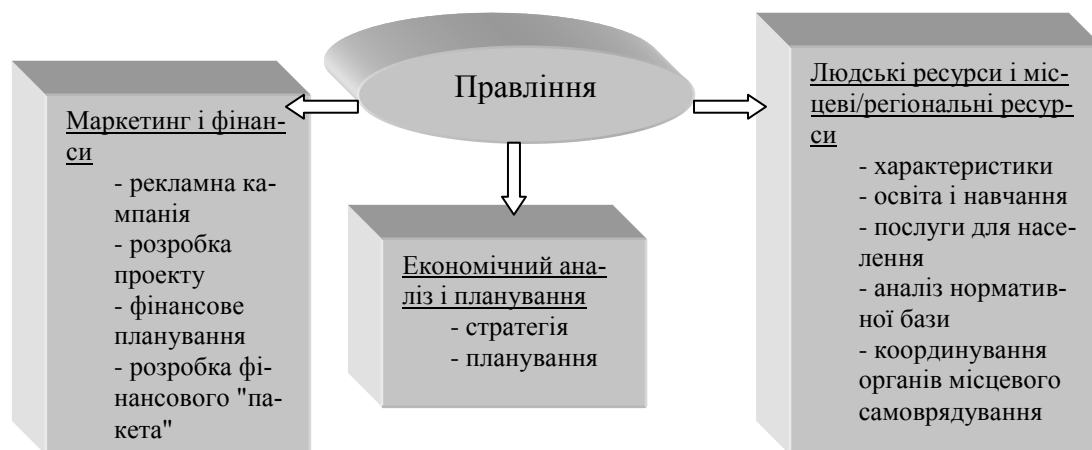 Правління
Маркетинг і фінан-
си
- рекламна ка-
мпанія
- розробка
проекту
- фінансове
планування
- розробка фі-
нансового "па-
кета"
Економічний ана-
ліз і планування
- стратегія
- планування
Людські ресурси і міс-
цеві/регіональні ресур-
си
- характеристики
- освіта і навчання
- послуги для насе-
лення
- аналіз норматив-
ної бази
- координування
органів місцевого
самоврядування